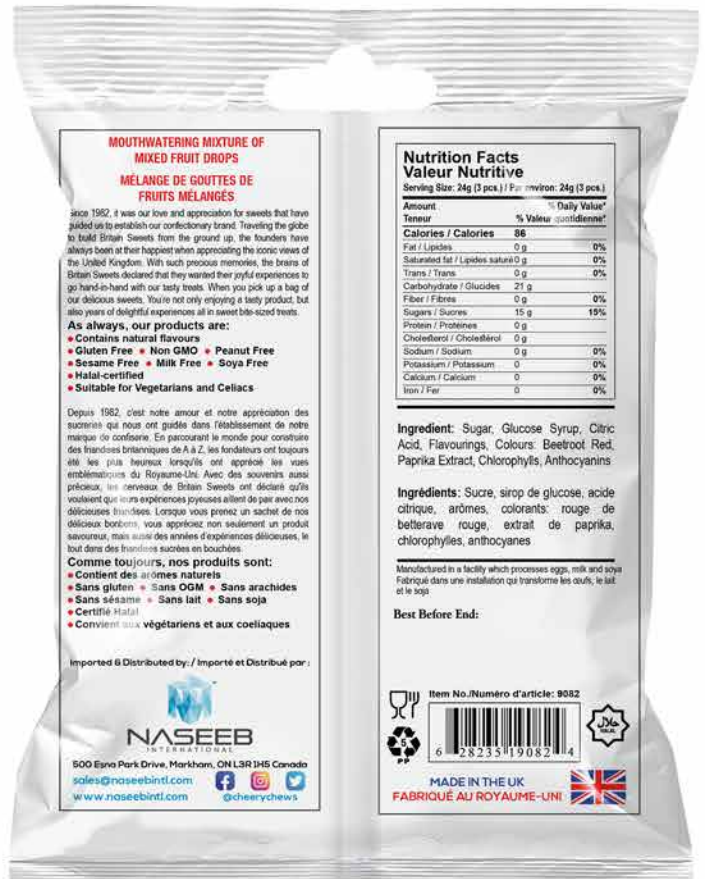 MOUTHWATERING MIXTURE OF
MIXED FRUIT DROPS
MÉLANGE DE GOUTTES DE
FRUITS MÉLANGÉS
Since 1982, it was our love and appreciation for sweets that have
guided us to establish our confectionary brand. Traveling the globe
to build Britain Sweets from the ground up, the founders have
always been at their happiest when appreciating the iconic views of
the United Kingdom. With such precious memories, the brains of
Britain Sweets declared that they wanted their joyful experiences to
go hand-in-hand with our tasty treats. When you pick up a bag of
our delicious sweets, You're not only enjoying a tasty product, but
also years of delightful experiences all in sweet bite-sized treats.
As always, our products are:
• Contains natural flavours
• Gluten Free • Non GMO • Peanut Free
• Sesame Free • Milk Free • Soya Free
• Halal-certified
• Suitable for Vegetarians and Celiacs
Depuis 1982, c'est notre amour et notre appréciation des
sucreries qui nous ont guidés dans l'établissement de notre
marque de confiserie. En parcourant le monde pour construire
des friandises britanniques de A à Z, les fondateurs ont toujours
été les plus heureux lorsqu'ils ont apprécié les vues
emblématiques du Royaume-Uni. Avec des souvenirs aussi
précieux, les cerveaux de Britain Sweets ont déclaré qu'ils
voulaient que leurs expériences joyeuses aillent de pair avec nos
délicieuses friandises. Lorsque vous prenez un sachet de nos
délicieux bonbons, vous appréciez non seulement un produit
savoureux, mais aussi des années d'expériences délicieuses, le
tout dans des friandises sucrées en bouchées.
Comme toujours, nos produits sont:
• Contient des arômes naturels
• Sans gluten • Sans OGM • Sans arachides
• Sans sésame • Sans lait • Sans soja
• Certifié Halal
• Convient aux végétariens et aux coeliaques
Imported & Distributed by: / Importé et Distribué par :
NASEEB
INTERNATIONAL
500 Esna Park Drive, Markham, ON L3R 1H5 Canada
sales@naseebintl.com
www.naseebintl.com @cheerychews
Nutrition Facts
Valeur Nutritive
Serving Size: 24g (3 pcs.) / Par environ: 24g (3 pcs.)
Amount % Daily Value*
Teneur % Valeur quotidienne*
Calories / Calories 86
Fat / Lipides 0 g 0%
Saturated fat / Lipides saturé 0 g 0%
Trans / Trans 0 g 0%
Carbohydrate / Glucides 21 g
Fiber / Fibres 0 g 0%
Sugars / Sucres 15 g 15%
Protein / Protéines 0 g
Cholesterol / Cholestérol 0 g
Sodium / Sodium 0 g 0%
Potassium / Potassium 0 0%
Calcium / Calcium 0 0%
Iron / Fer 0 0%
Ingredient: Sugar, Glucose Syrup, Citric
Acid, Flavourings, Colours: Beetroot Red,
Paprika Extract, Chlorophylls, Anthocyanins
Ingrédients: Sucre, sirop de glucose, acide
citrique, arômes, colorants: rouge de
betterave rouge, extrait de paprika,
chlorophylles, anthocyanes
Manufactured in a facility which processes eggs, milk and soya
Fabriqué dans une installation qui transforme les œufs, le lait
et le soja
Best Before End:
Item No./Numéro d'article: 9082
5
PP
6 28235 19082 4
حلال
HALAL
MADE IN THE UK
FABRIQUÉ AU ROYAUME-UNI